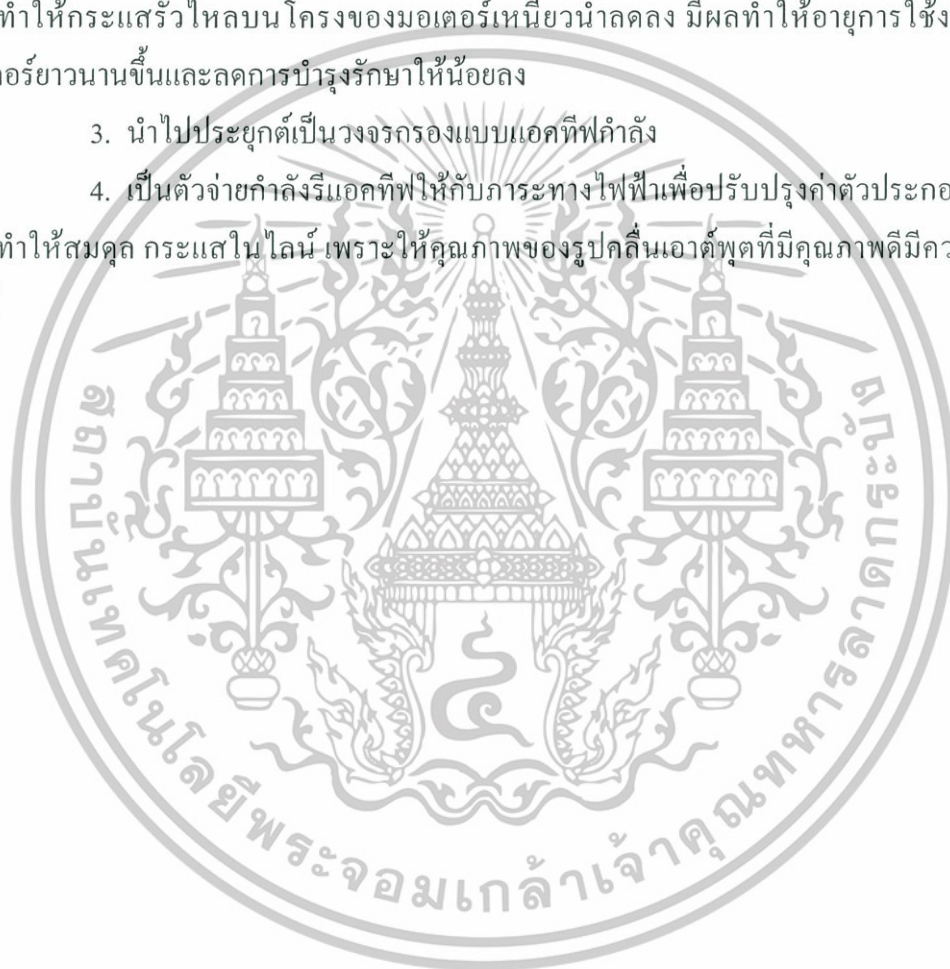 ทำให้กระแสรั่วไหลบนโครงของมอเตอร์เหนี่ยวนำลดลง มีผลทำให้อายุการใช้ง
อร์ยาวนานขึ้นและลดการบำรุงรักษาให้น้อยลง
3. นำไปประยุกต์เป็นวงจรกรองแบบแอคทีฟกำลัง
4. เป็นตัวจ่ายกำลังรีแอคทีฟให้กับภาระทางไฟฟ้าเพื่อปรับปรุงค่าตัวประกอ
ทำให้สมดุล กระแสในไลน์ เพราะให้คุณภาพของรูปคลื่นเอาต์พุตที่มีคุณภาพดีมีคว
สถาบันเทคโนโลยีพระจอมเกล้าเจ้าคุณทหารลาดกระบัง